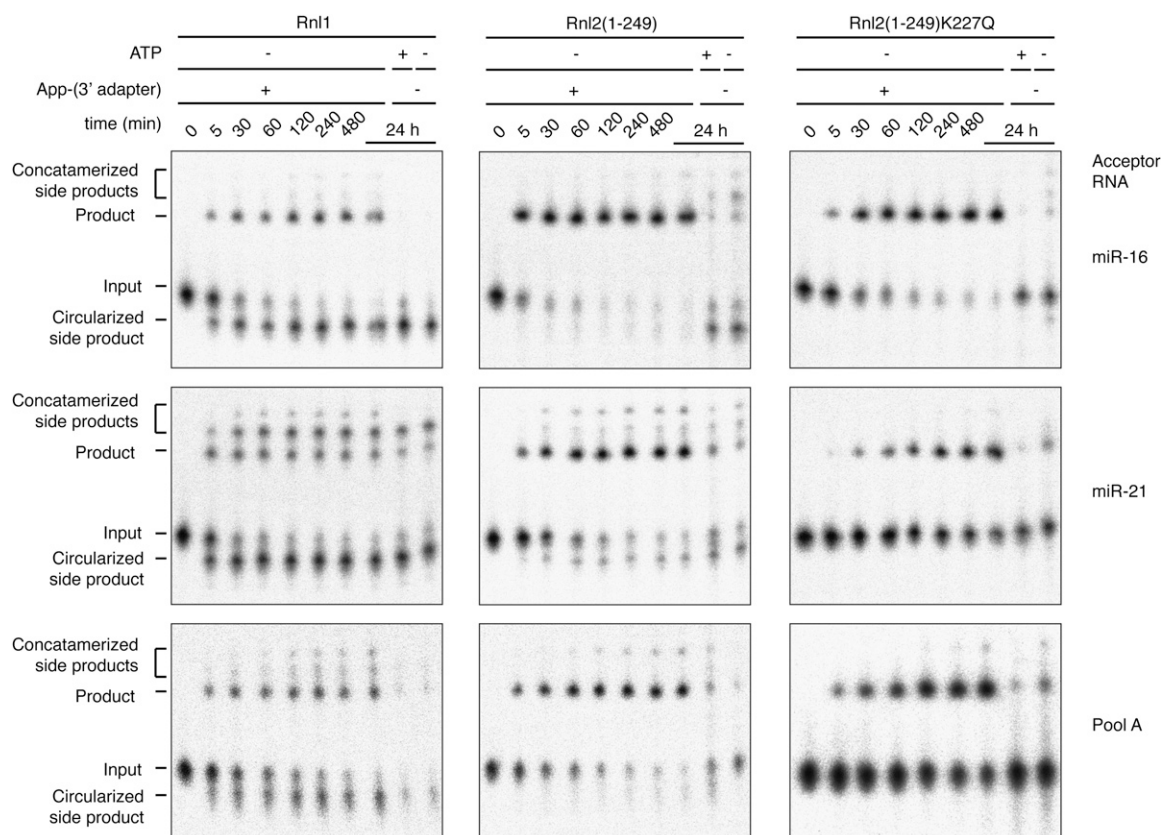 Rnl1 Rnl2(1-249) Rnl2(1-249)K227Q
ATP - + - - + - - + -
App-(3' adapter) + - + - + -
time (min) 0 5 30 60 120 240 480 24 h 0 5 30 60 120 240 480 24 h 0 5 30 60 120 240 480 24 h
Concatamerized
side products
Product
Input
Circularized
side product
Acceptor
RNA
miR-16
Concatamerized
side products
Product
Input
Circularized
side product
miR-21
Concatamerized
side products
Product
Input
Circularized
side product
Pool A